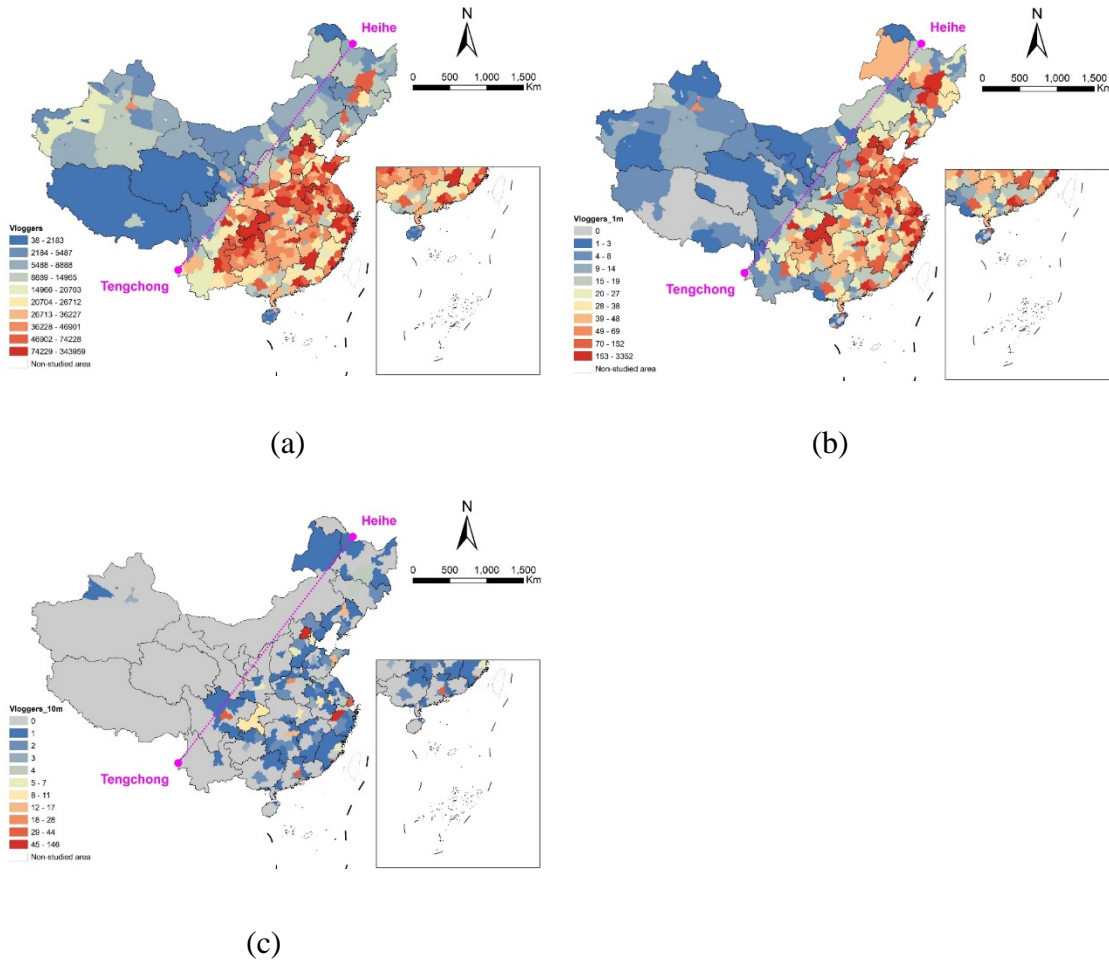 N
Heihe
0 500 1,000 1,500
Km
Tengchong
Vloggers
38 - 2183
2184 - 5487
5488 - 8888
8889 - 14965
14966 - 20703
20704 - 26712
26713 - 36227
36228 - 46901
46902 - 74228
74229 - 343959
Non-studied area
(a)
N
Heihe
0 500 1,000 1,500
Km
Tengchong
Vloggers_1m
0
1 - 3
4 - 8
9 - 14
15 - 19
20 - 27
28 - 38
39 - 48
49 - 69
70 - 152
153 - 3352
Non-studied area
(b)
N
Heihe
0 500 1,000 1,500
Km
Tengchong
Vloggers_10m
0
1
2
3
4
5 - 7
8 - 11
12 - 17
18 - 28
29 - 44
45 - 146
Non-studied area
(c)